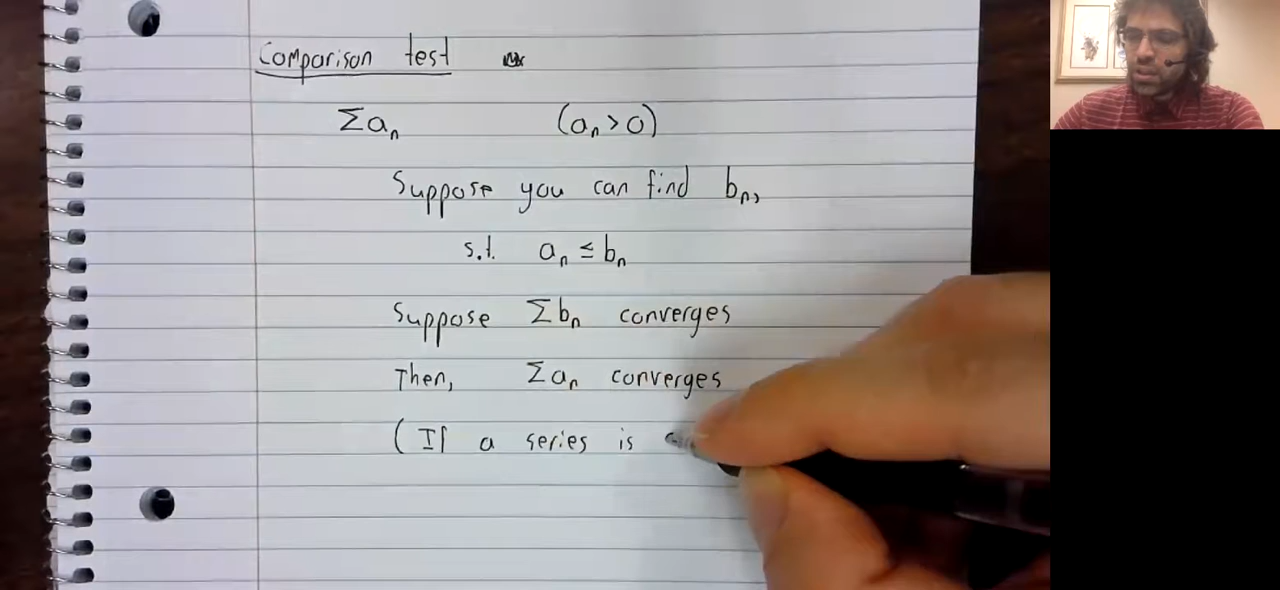 Comparison test
Σaₙ (aₙ > 0)
Suppose you can find bₙ,
s.t. aₙ ≤ bₙ
Suppose Σbₙ converges
Then, Σaₙ converges
(If a series is